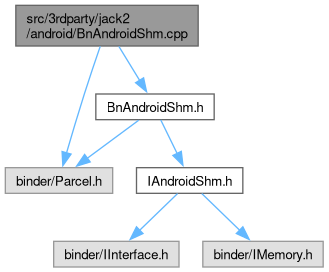 src/3rdparty/jack2
/android/BnAndroidShm.cpp
BnAndroidShm.h
binder/Parcel.h
IAndroidShm.h
binder/IInterface.h
binder/IMemory.h